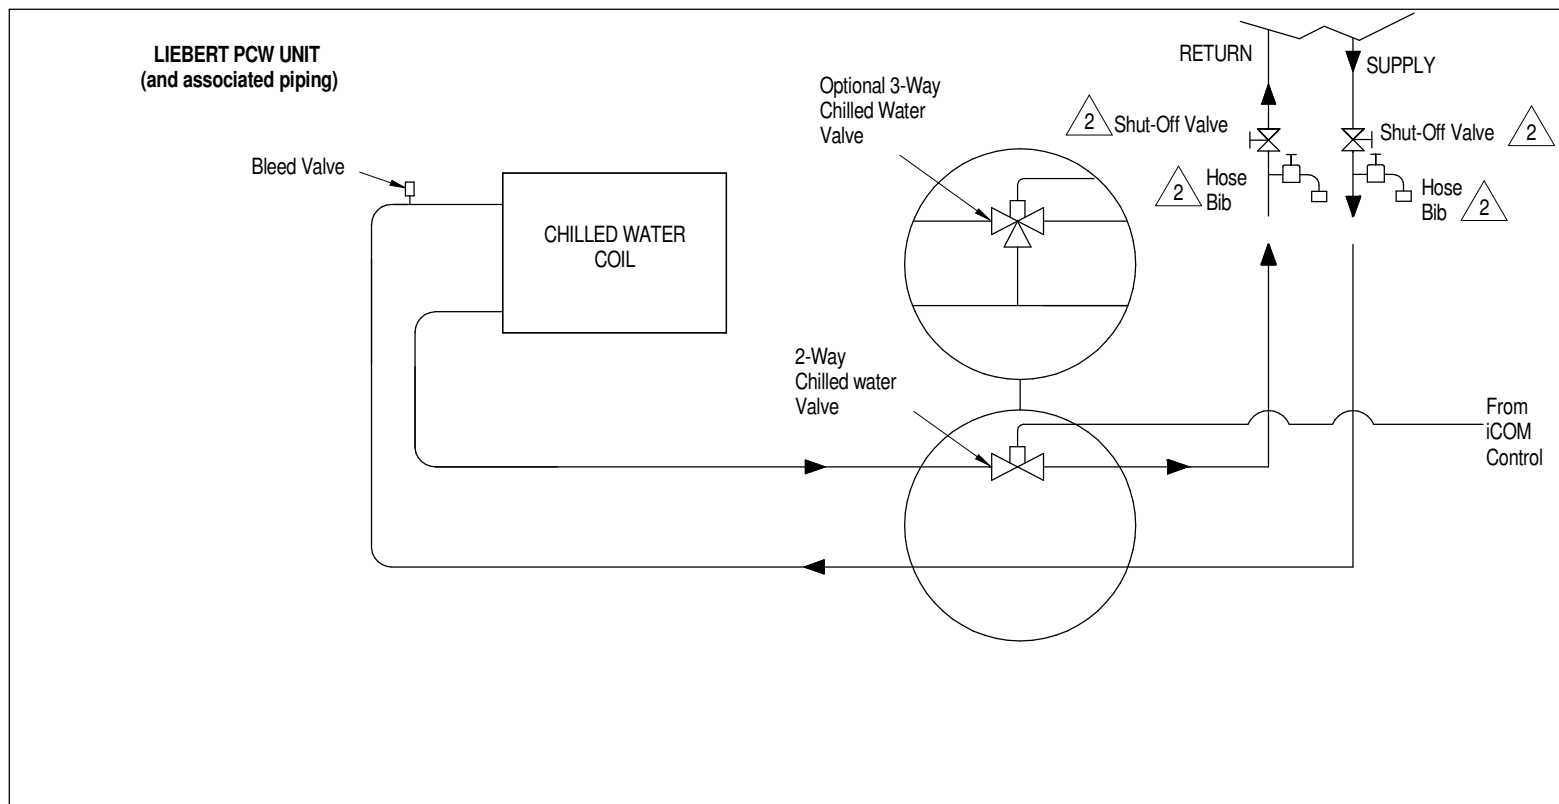 LIEBERT PCW UNIT
(and associated piping)
RETURN
SUPPLY
Optional 3-Way
Chilled Water
Valve
2
Shut-Off Valve
Shut-Off Valve
2
Bleed Valve
2
Hose
Bib
Hose
Bib
2
CHILLED WATER
COIL
2-Way
Chilled water
Valve
From
iCOM
Control